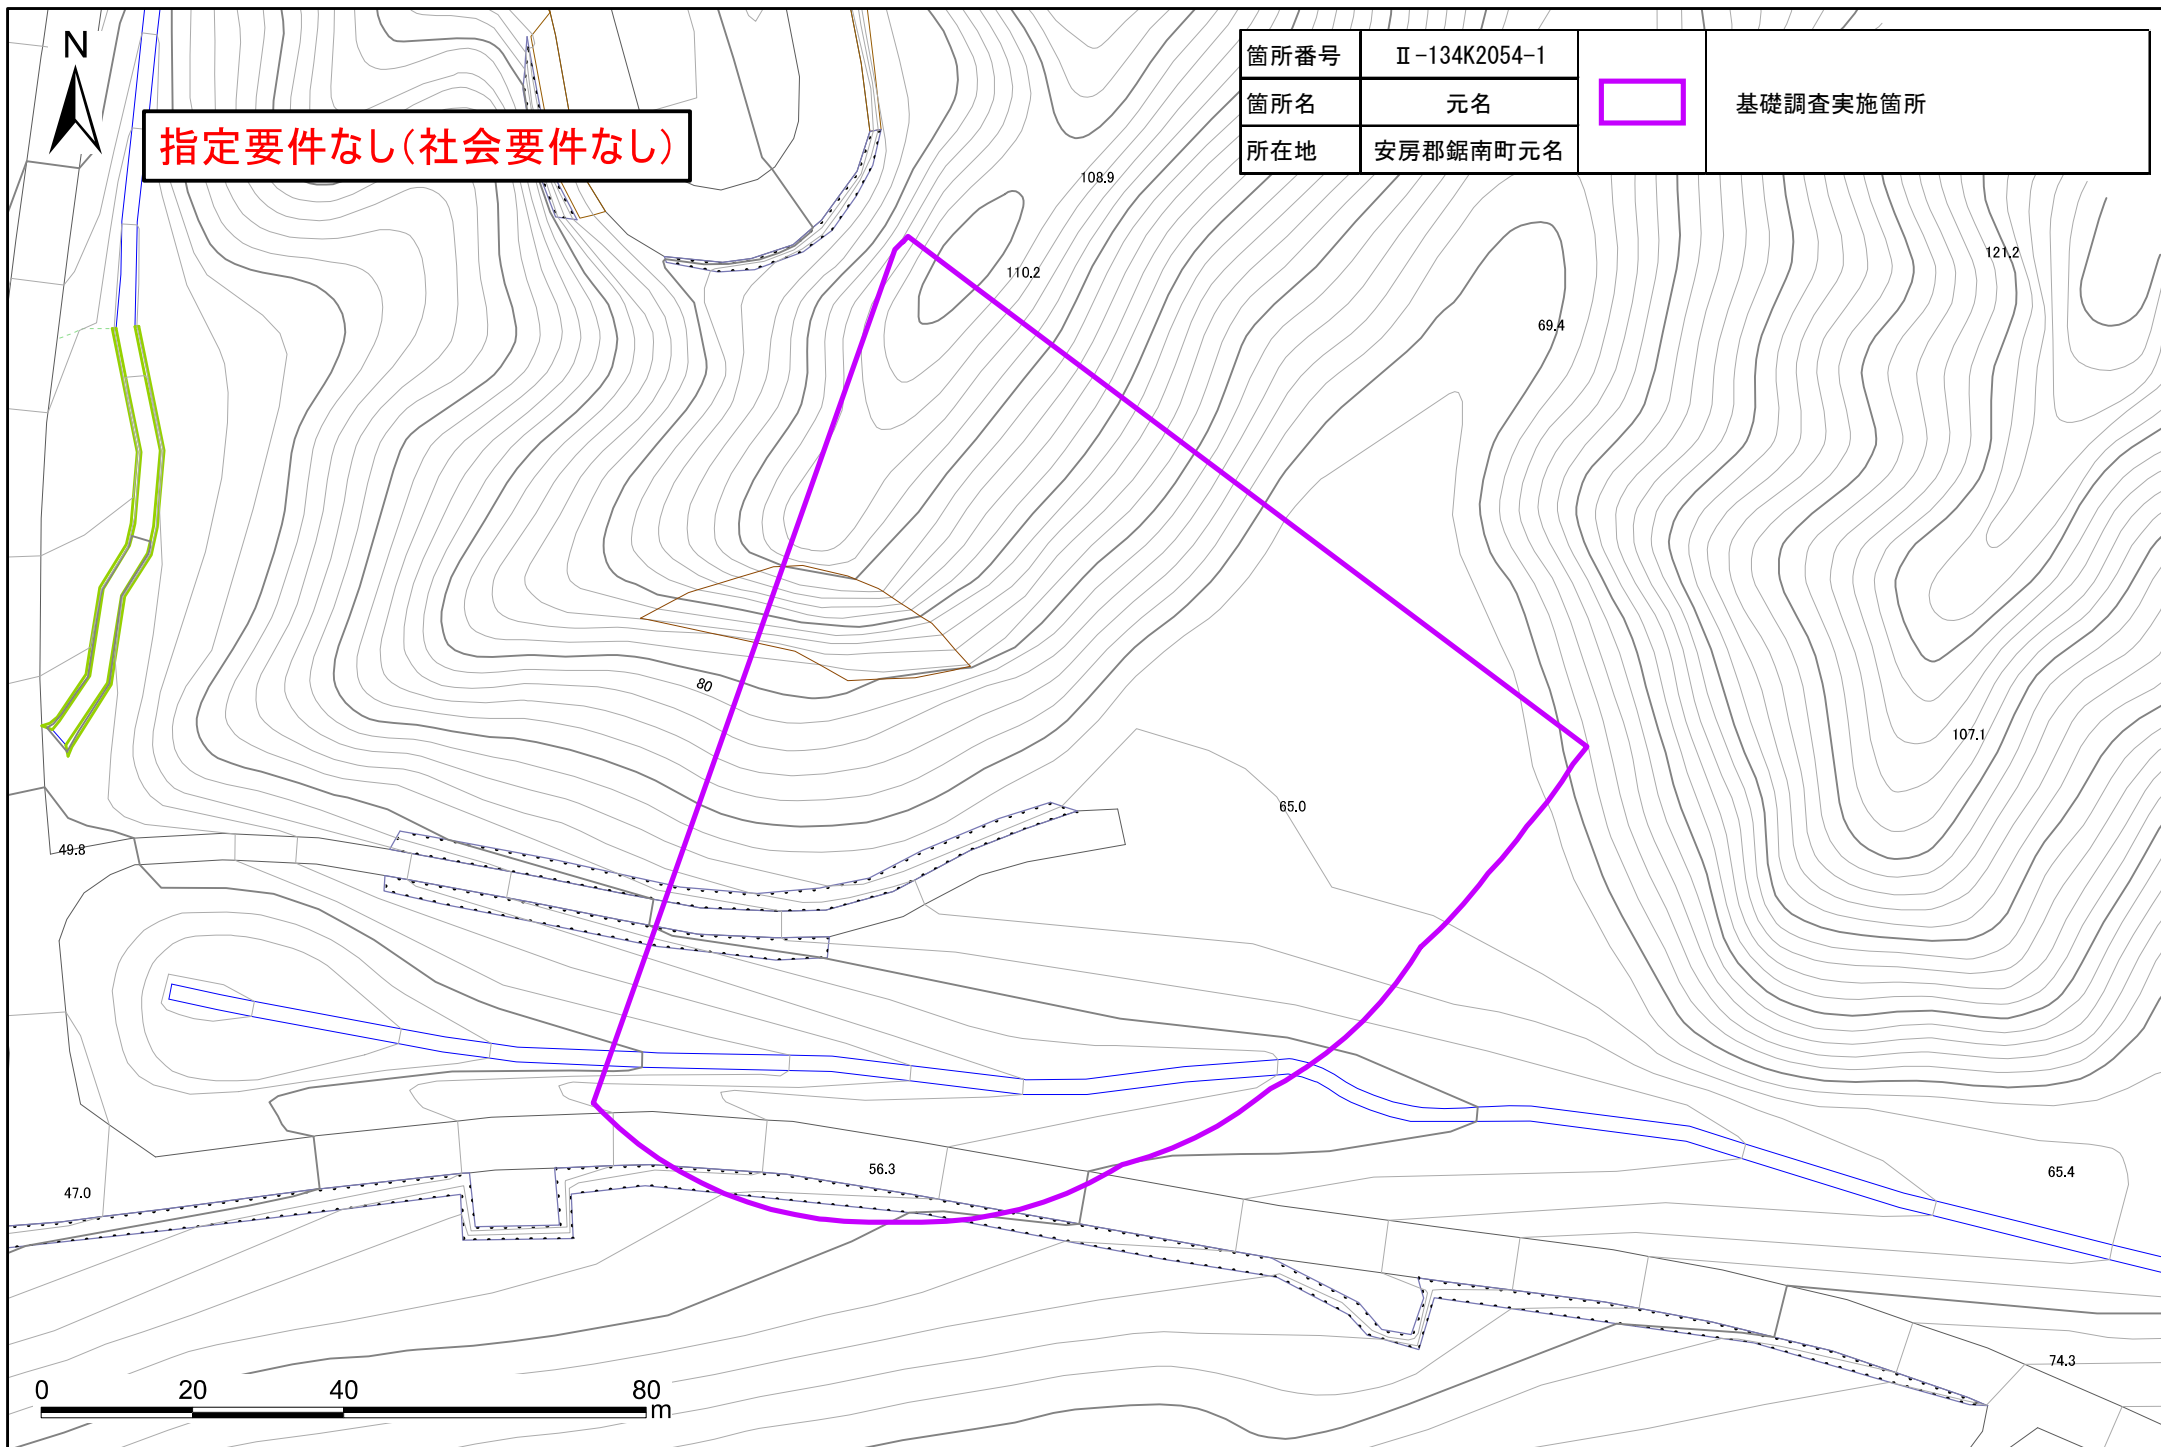 N
指定要件なし(社会要件なし)
箇所番号 Ⅱ-134K2054-1
箇所名 元名
所在地 安房郡鋸南町元名
基礎調査実施箇所
108.9
110.2
121.2
69.4
80
107.1
65.0
49.8
56.3
47.0
65.4
74.3
0 20 40 80
m